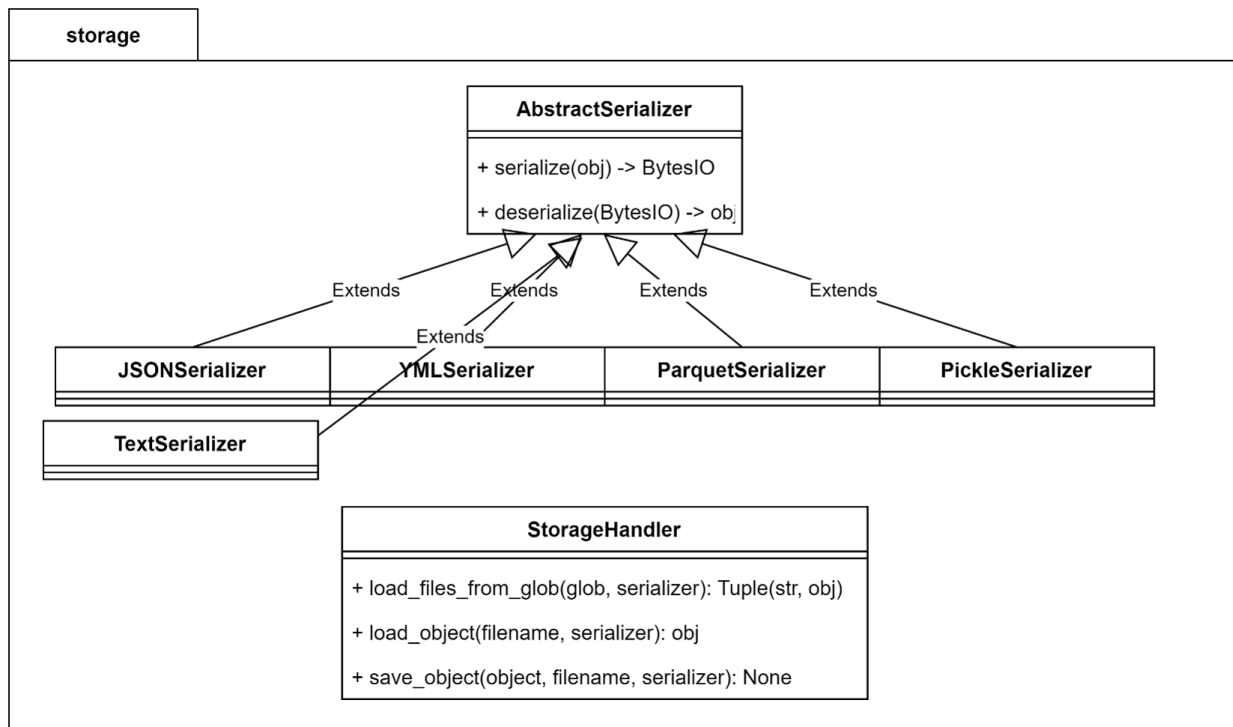 storage
AbstractSerializer
+ serialize(obj) -> BytesIO
+ deserialize(BytesIO) -> obj
Extends
Extends
Extends
Extends
Extends
JSONSerializer
YMLSerializer
ParquetSerializer
PickleSerializer
TextSerializer
StorageHandler
+ load_files_from_glob(glob, serializer): Tuple(str, obj)
+ load_object(filename, serializer): obj
+ save_object(object, filename, serializer): None